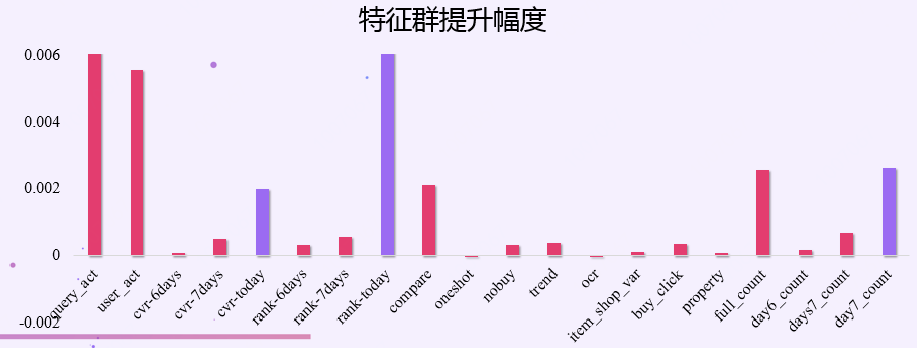 特征群提升幅度
0.006
0.004
0.002
0
-0.002
query_act
user_act
cvr-6days
cvr-7days
cvr-today
rank-6days
rank-7days
rank-today
compare
oneshot
nobuy
trend
ocr
item_shop_var
buy_click
property
full_count
day6_count
days7_count
day7_count